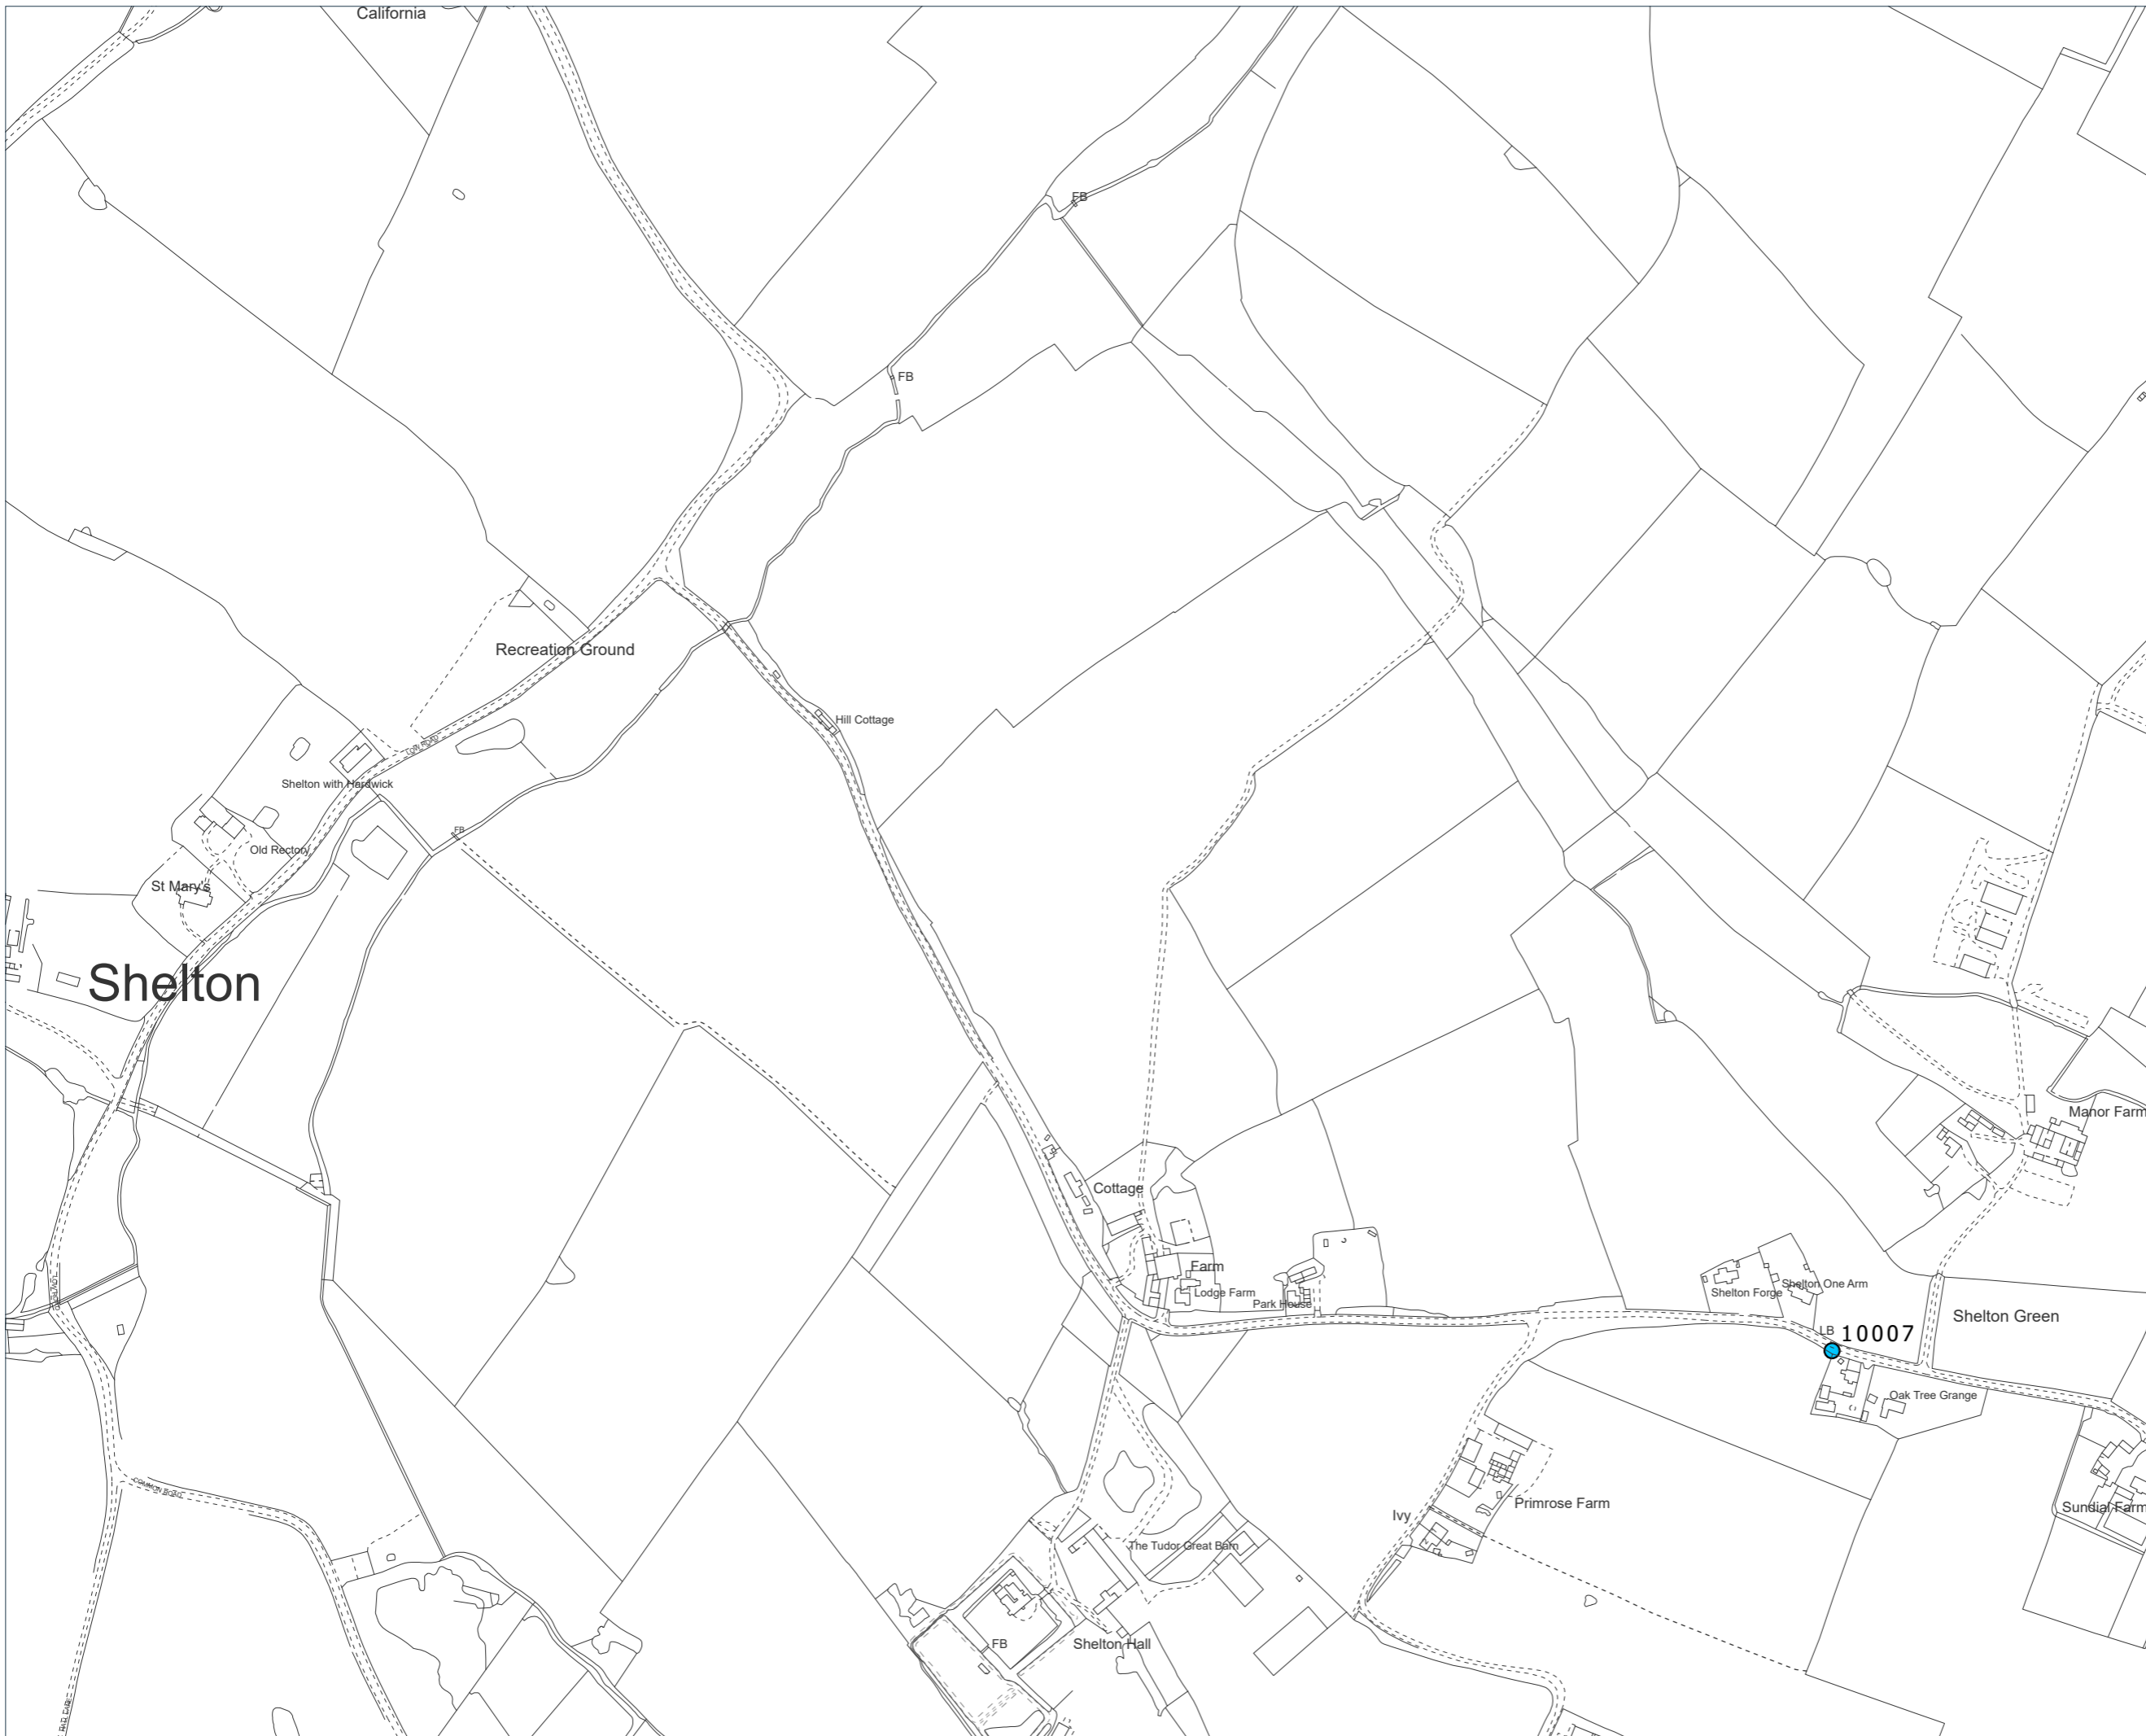 California
FB
FB
Recreation Ground
Hill Cottage
Shelton with Hardwick
FB
Old Rectory
St Mary's
Shelton
Manor Farm
Cottage
Farm
Lodge Farm
Park House
Shelton One Arm
Shelton Forge
Shelton Green
LB 10007
Oak Tree Grange
COMMON ROAD
Primrose Farm
Sundial Farm
Ivy
The Tudor Great Barn
FB
Shelton Hall